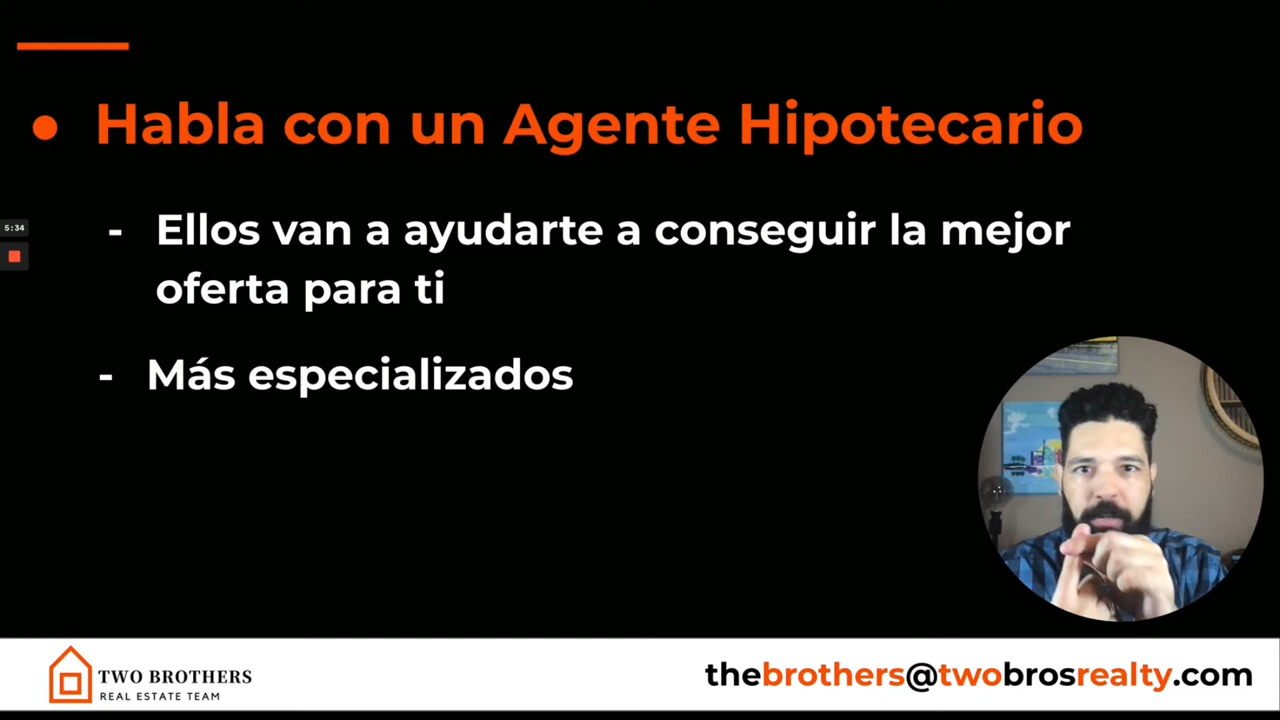 ● Habla con un Agente Hipotecario
- Ellos van a ayudarte a conseguir la mejor
oferta para ti
5:34
- Más especializados
TWO BROTHERS
REAL ESTATE TEAM
thebrothers@twobrosrealty.com